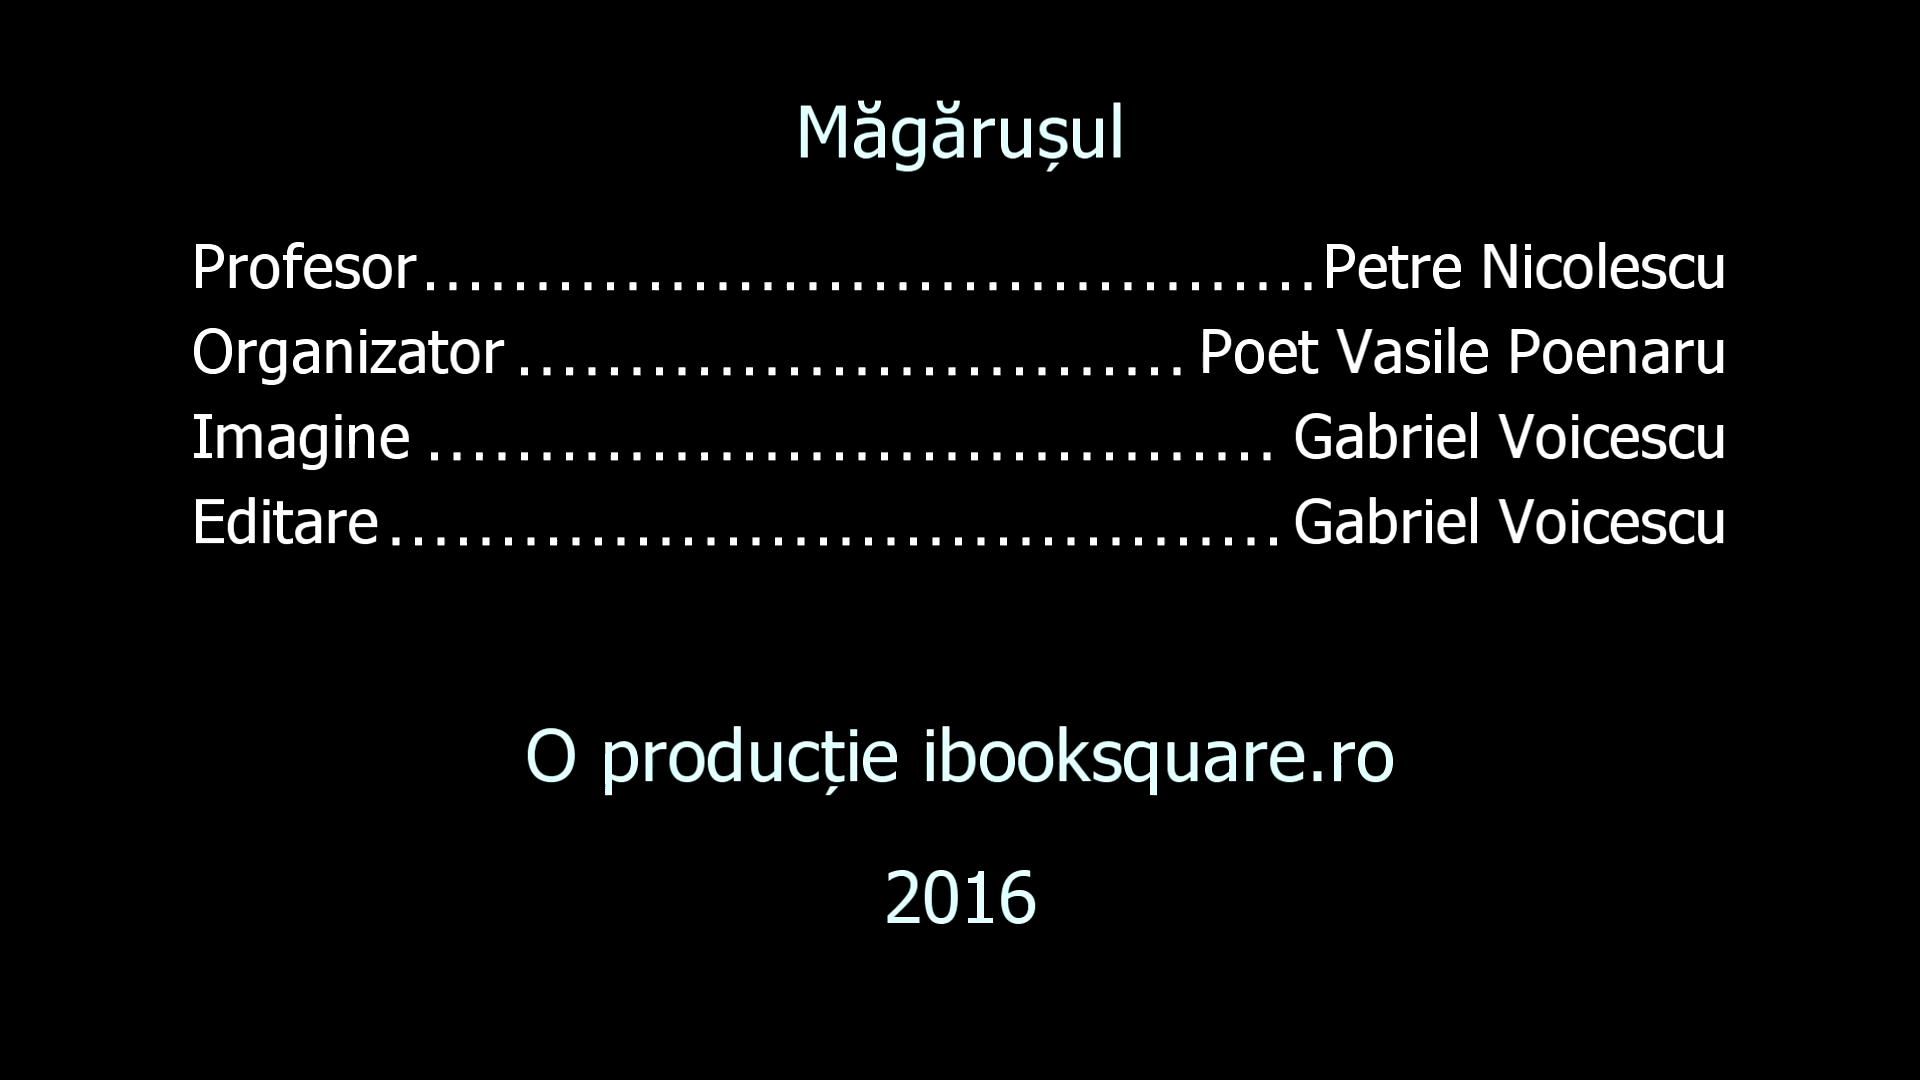 Măgărușul
Profesor........................................Petre Nicolescu
Organizator .............................. Poet Vasile Poenaru
Imagine ...................................... Gabriel Voicescu
Editare ........................................ Gabriel Voicescu
O producție ibooksquare.ro
2016